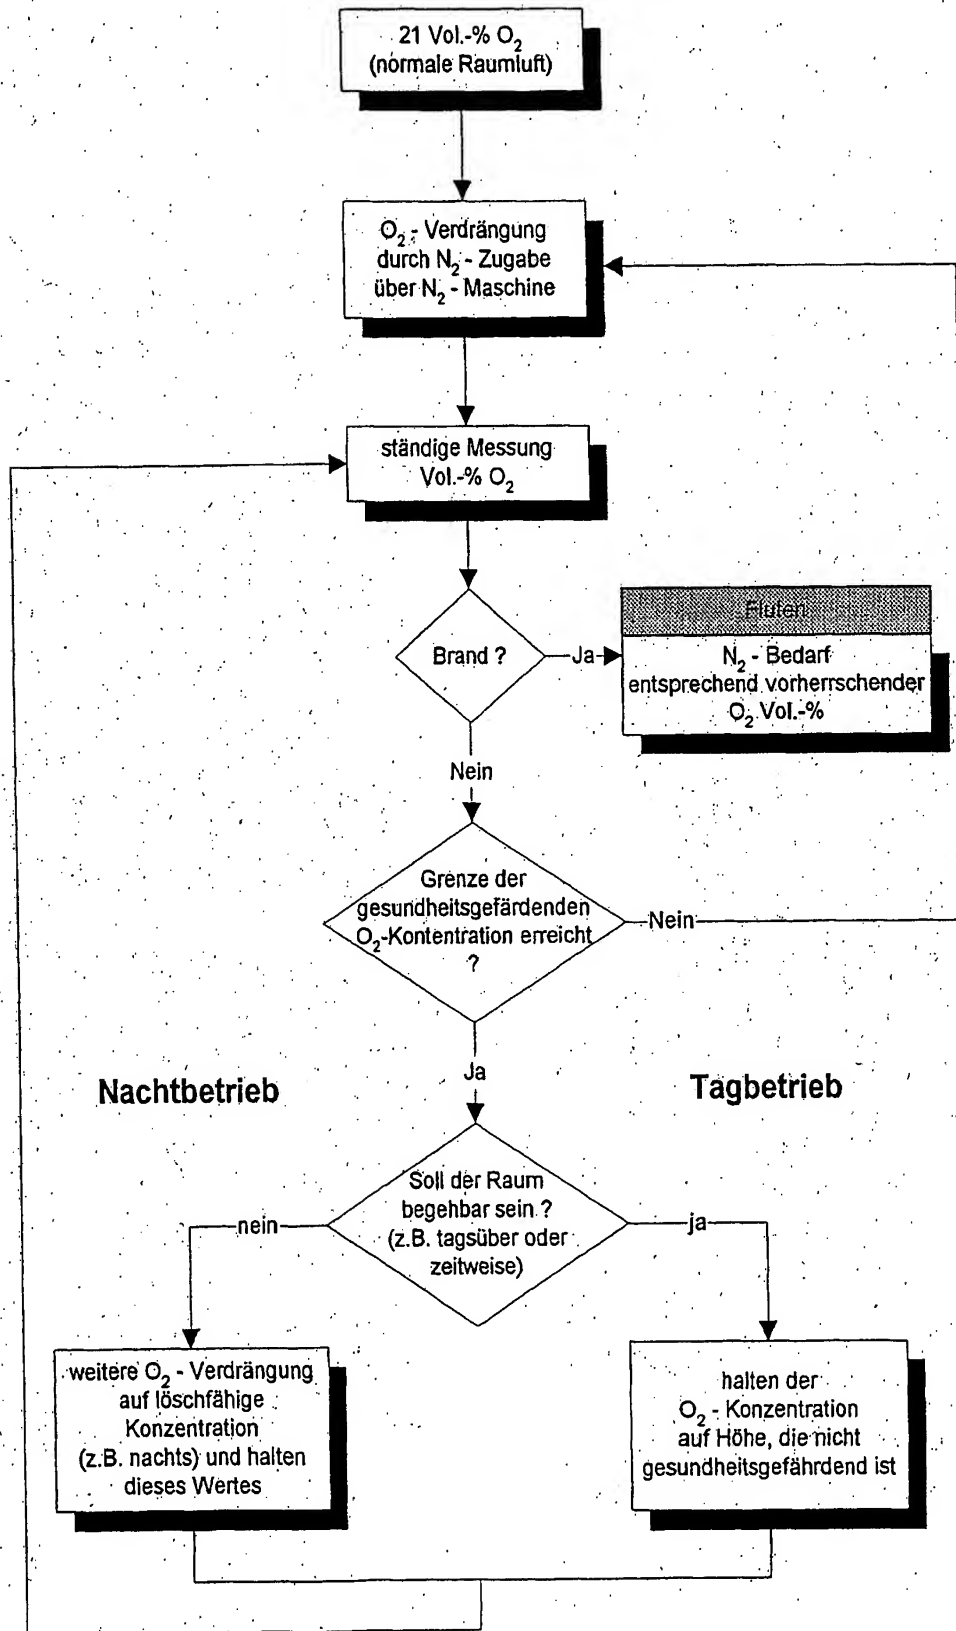 21 Vol.-% O₂
(normale Raumluft)
O₂ - Verdrängung
durch N₂ - Zugabe
über N₂ - Maschine
ständige Messung
Vol.-% O₂
Brand ?
Ja
Fluten
N₂ - Bedarf
entsprechend vorherrschender
O₂ Vol.-%
Nein
Grenze der
gesundheitsgefärdenden
O₂-Kontentration erreicht
?
Nein
Ja
Nachtbetrieb
Tagbetrieb
Soll der Raum
begehbar sein ?
(z.B. tagsüber oder
zeitweise)
nein
ja
weitere O₂ - Verdrängung
auf löschfähige
Konzentration
(z.B. nachts) und halten
dieses Wertes
halten der
O₂ - Konzentration
auf Höhe, die nicht
gesundheitsgefährdend ist